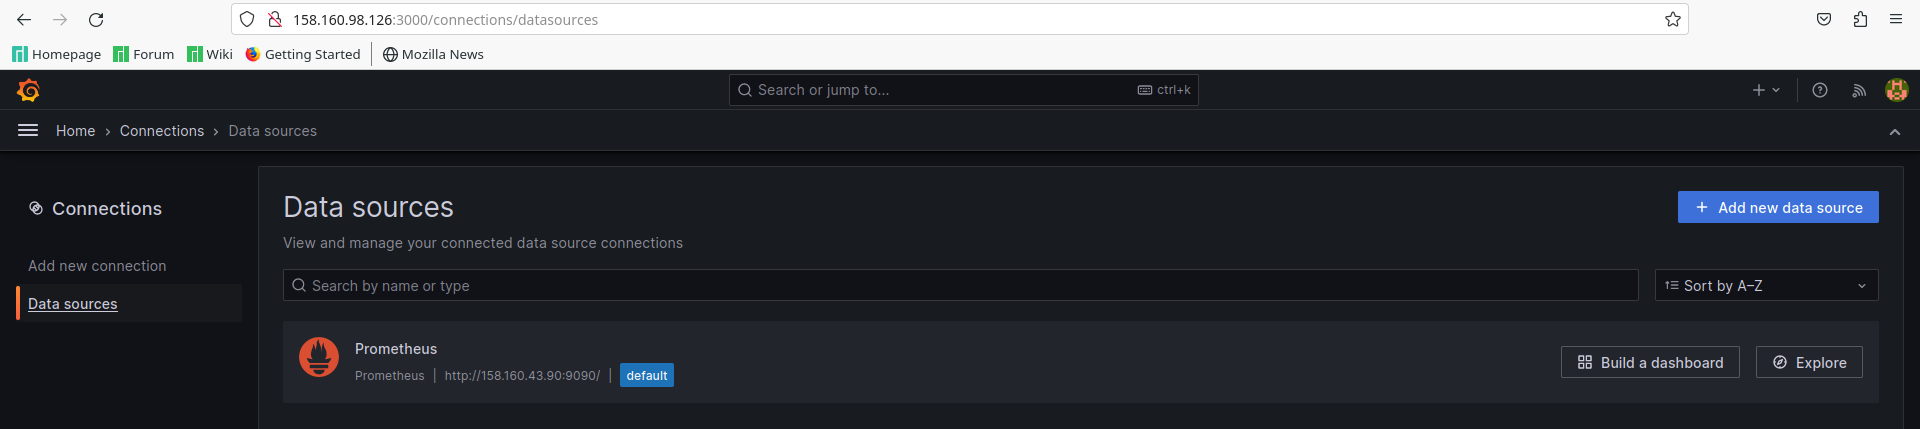 158.160.98.126:3000/connections/datasources
Homepage Forum Wiki Getting Started Mozilla News
Search or jump to... ctrl+k
Home › Connections › Data sources
Connections
Add new connection
Data sources
Data sources
Add new data source
View and manage your connected data source connections
Search by name or type
Sort by A–Z
Prometheus
Prometheus | http://158.160.43.90:9090/ | default
Build a dashboard
Explore